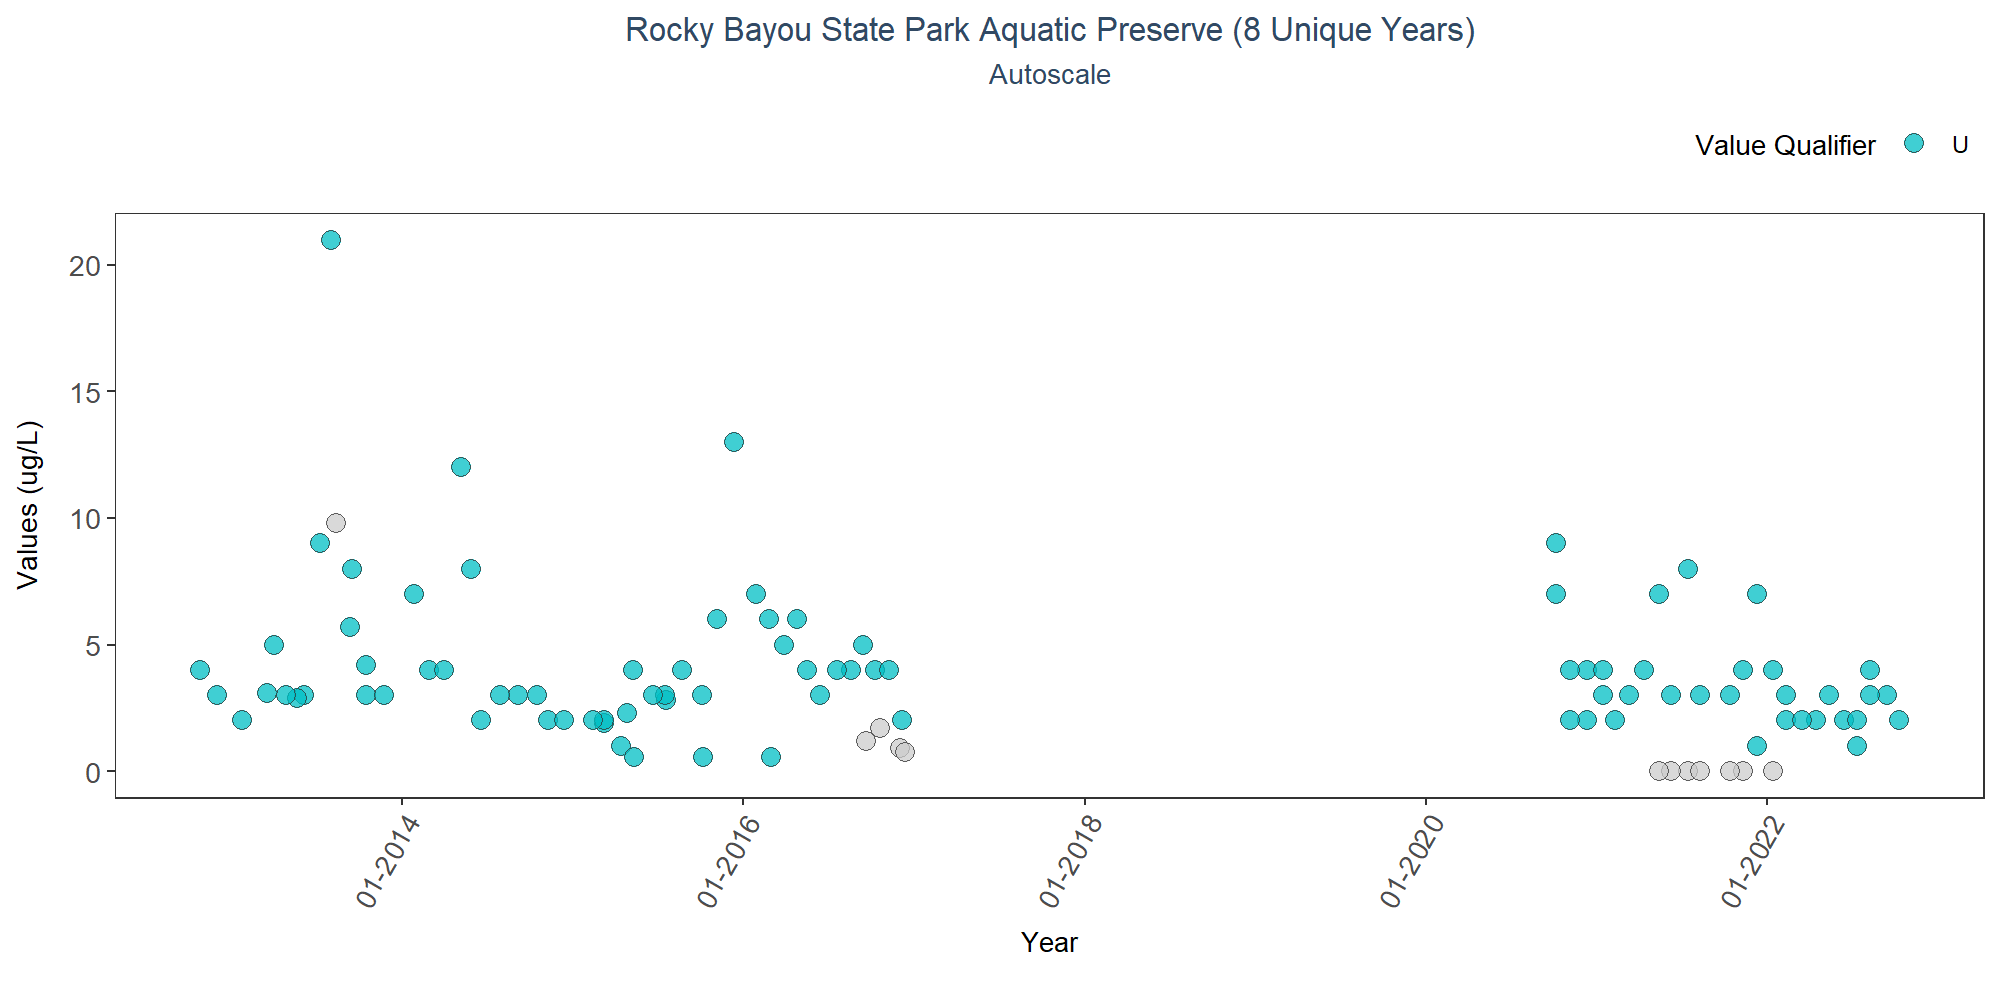 Rocky Bayou State Park Aquatic Preserve (8 Unique Years)
Autoscale
Value Qualifier U
20
15
10
5
0
Values (ug/L)
01-2014
01-2016
01-2018
01-2020
01-2022
Year